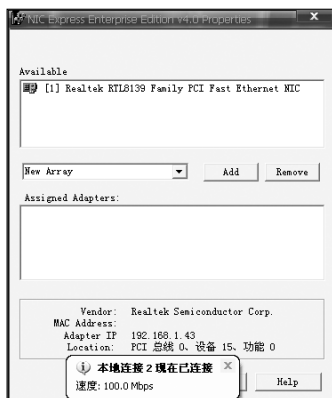 NIC Express Enterprise Edition v4.0 Properties
Available
[1] Realtek RTL8139 Family PCI Fast Ethernet NIC
New Array Add Remove
Assigned Adapters:
Vendor: Realtek Semiconductor Corp.
MAC Address:
Adapter IP 192.168.1.43
Location: PCI 总线 0、设备 15、功能 0
本地连接 2 现在已连接
速度: 100.0 Mbps
Help